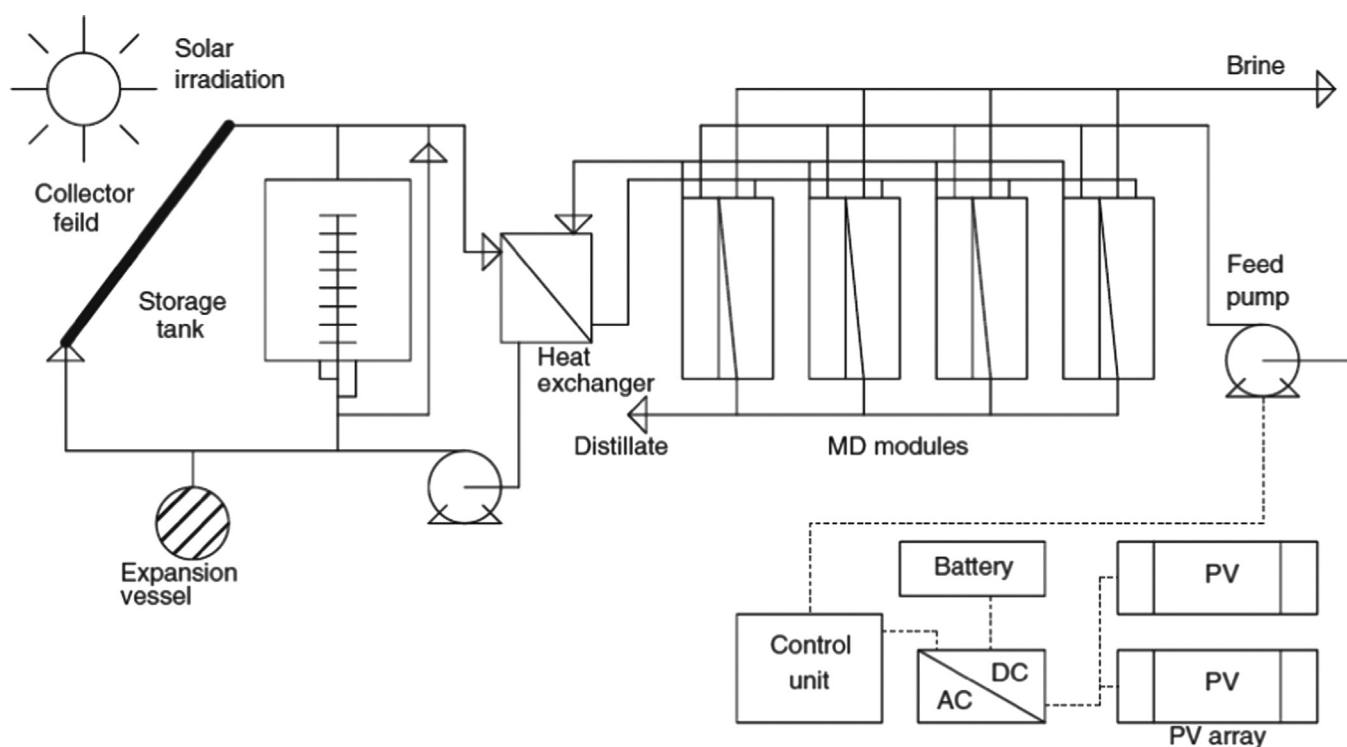 Solar
irradiation
Brine
Collector
feild
Storage
tank
Heat
exchanger
Feed
pump
Distillate
MD modules
Expansion
vessel
Battery
PV
Control
unit
DC
AC
PV
PV array